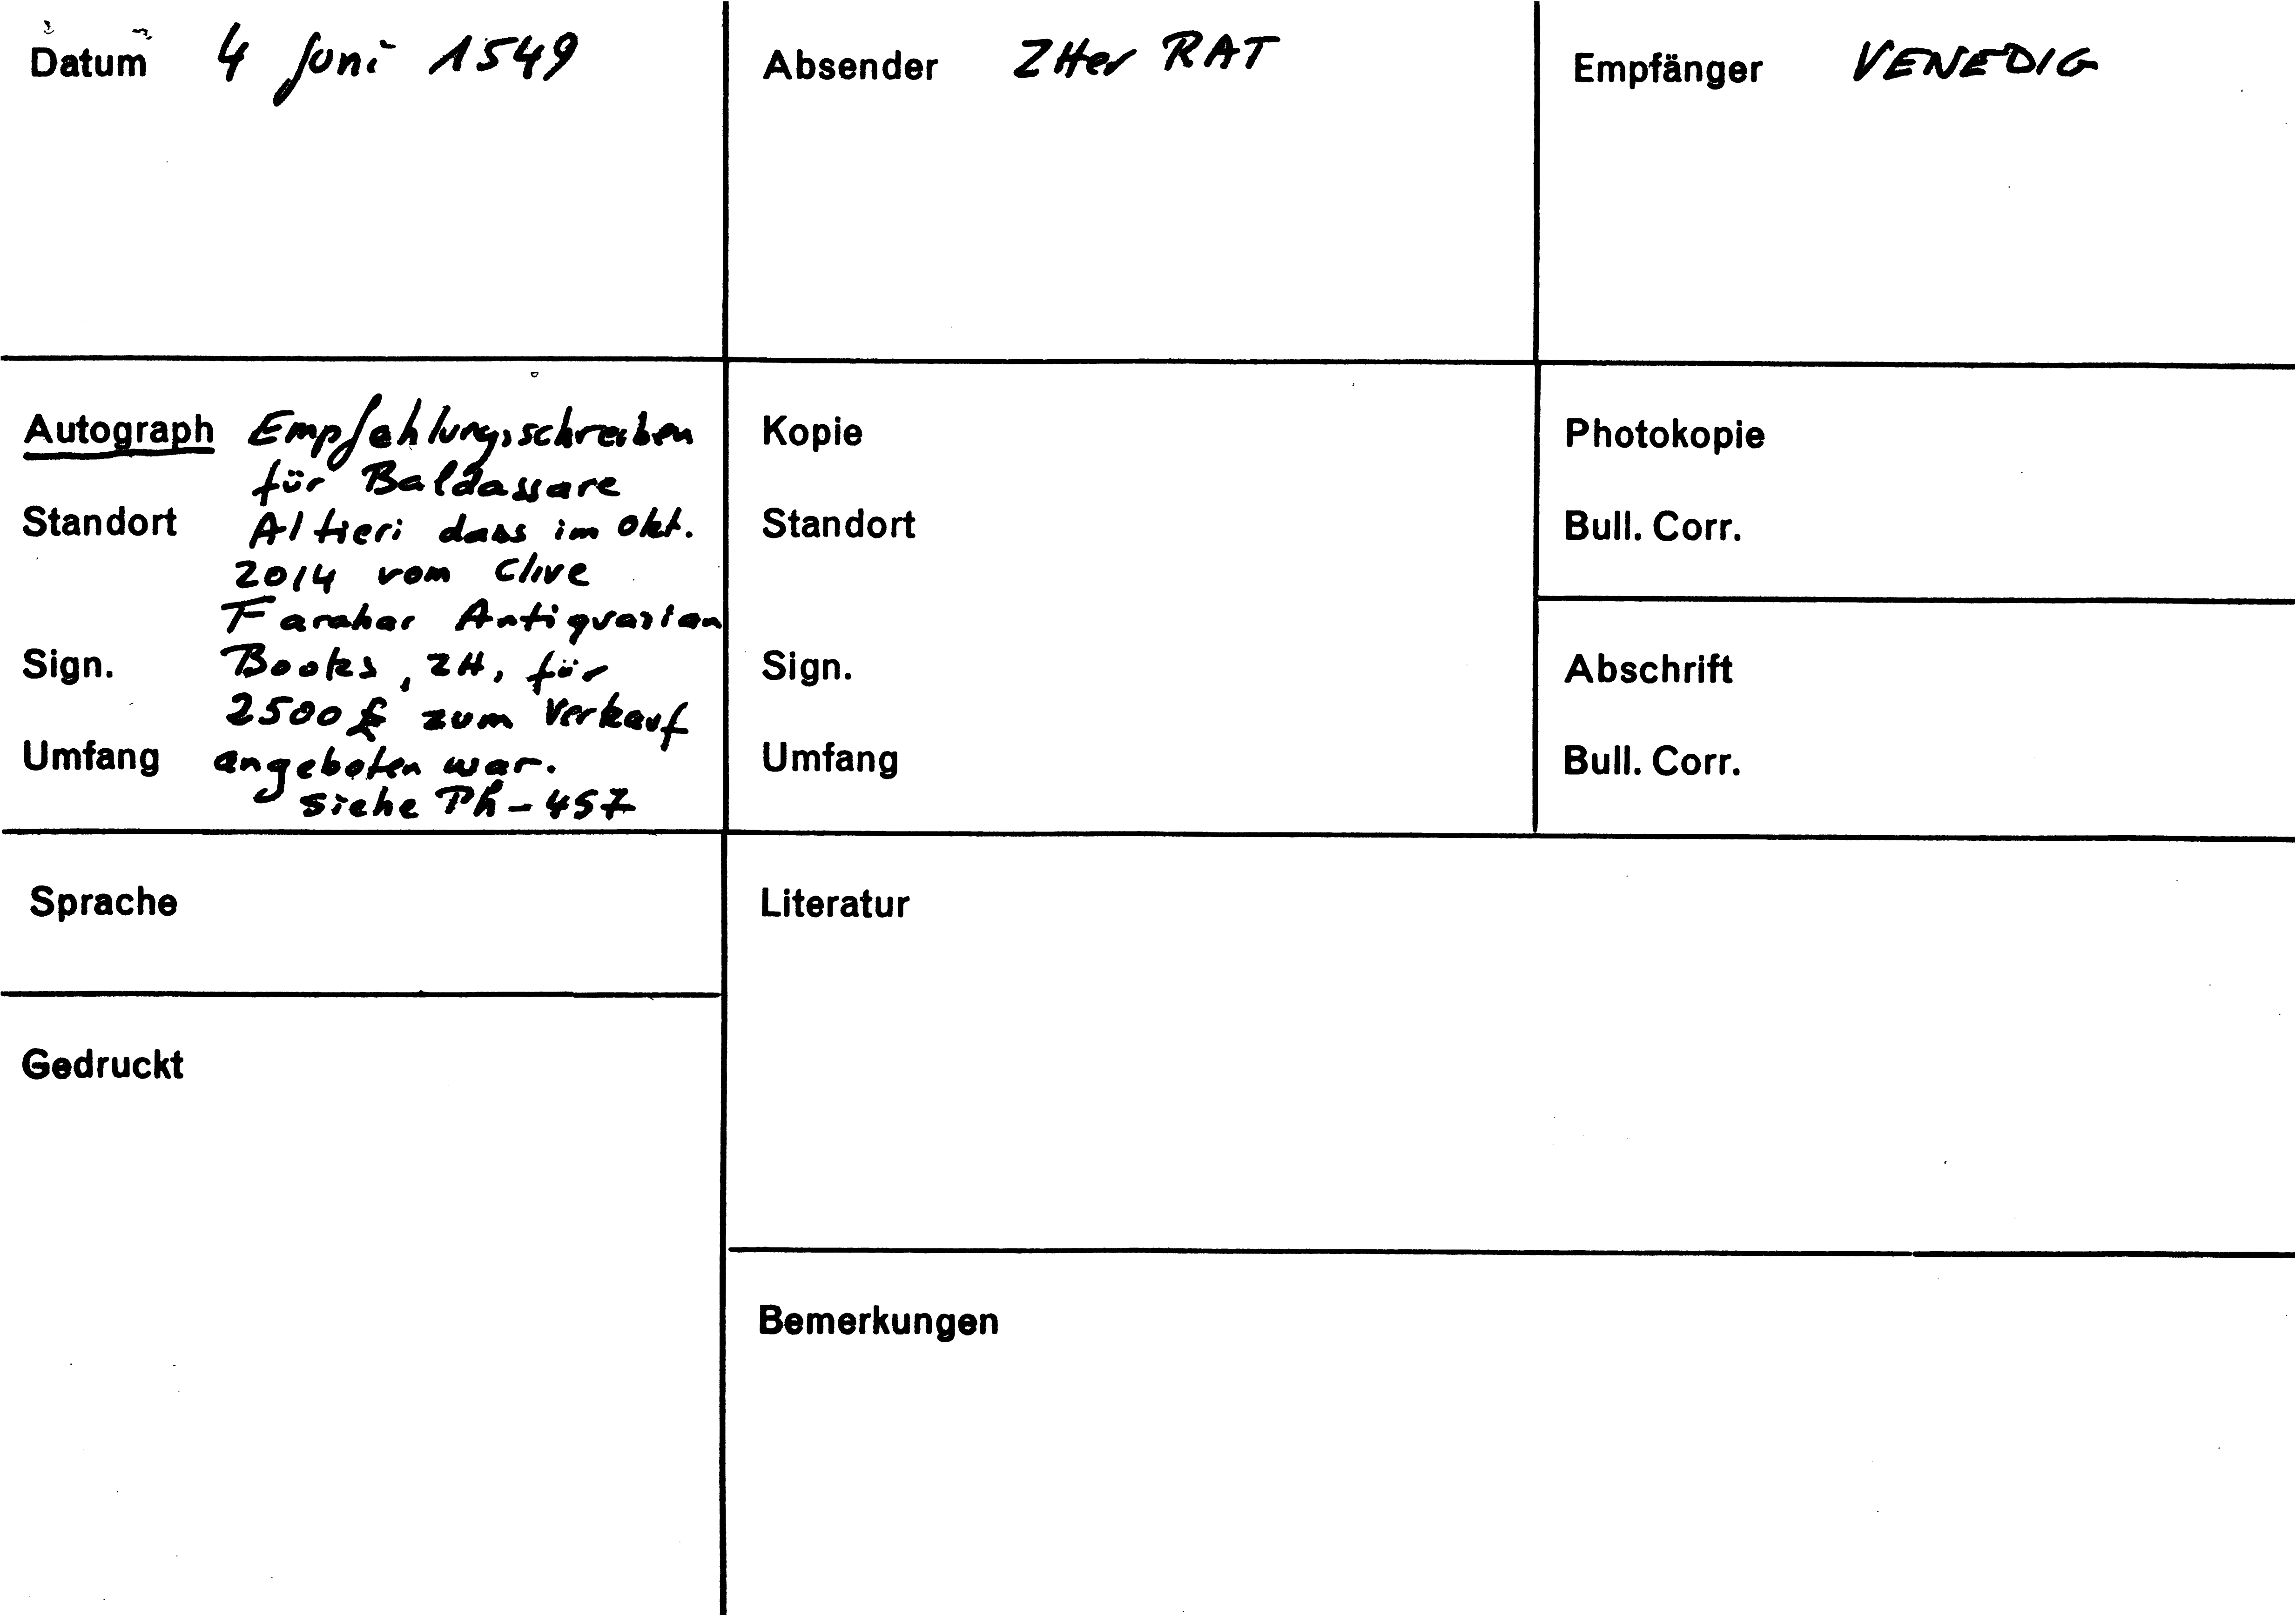 Datum 4 Juni 1549
Absender ZHer RAT
Empfänger VENEDIG
Autograph Empfehlungsschreiben
für Baldassare
Standort Altieri dass im Okt.
2014 vom Clive
Farahar Antiquarian
Sign. Books, ZH, für
2500 £ zum Verkauf
Umfang angeboten war.
siehe Ph-457
Kopie
Standort
Sign.
Umfang
Photokopie
Bull. Corr.
Abschrift
Bull. Corr.
Sprache
Gedruckt
Literatur
Bemerkungen